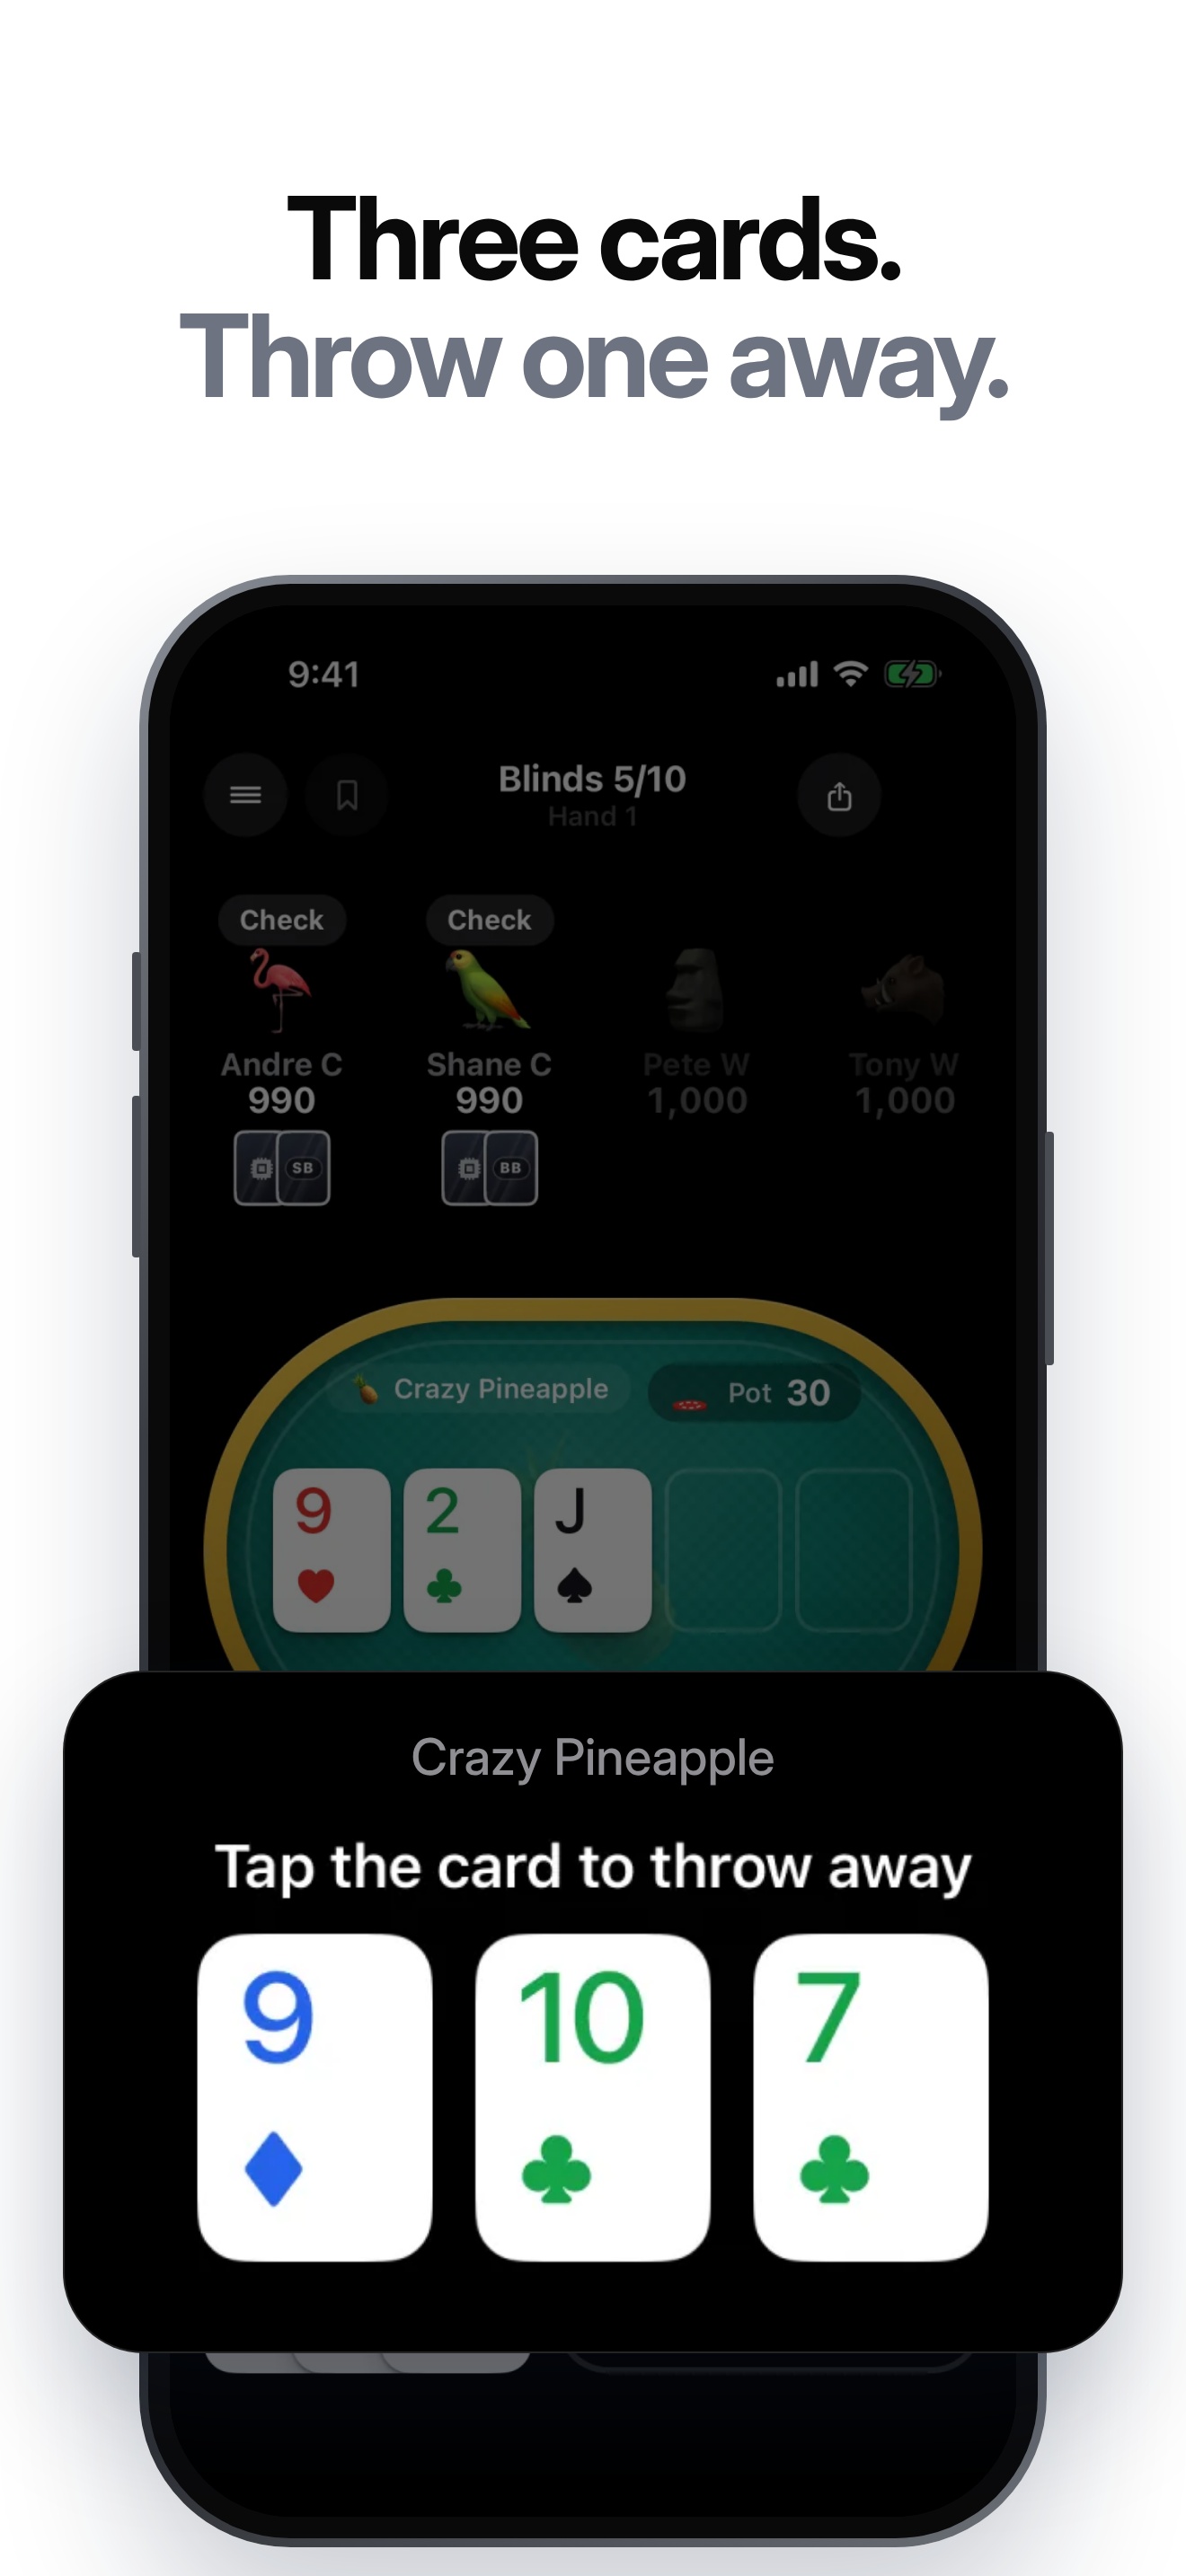 Three cards.
Throw one away.
9:41
Blinds 5/10
Hand 1
Check Check
Andre C Shane C Pete W Tony W
990 990 1,000 1,000
SB BB
Crazy Pineapple Pot 30
9 2 J
Crazy Pineapple
Tap the card to throw away
9 10 7